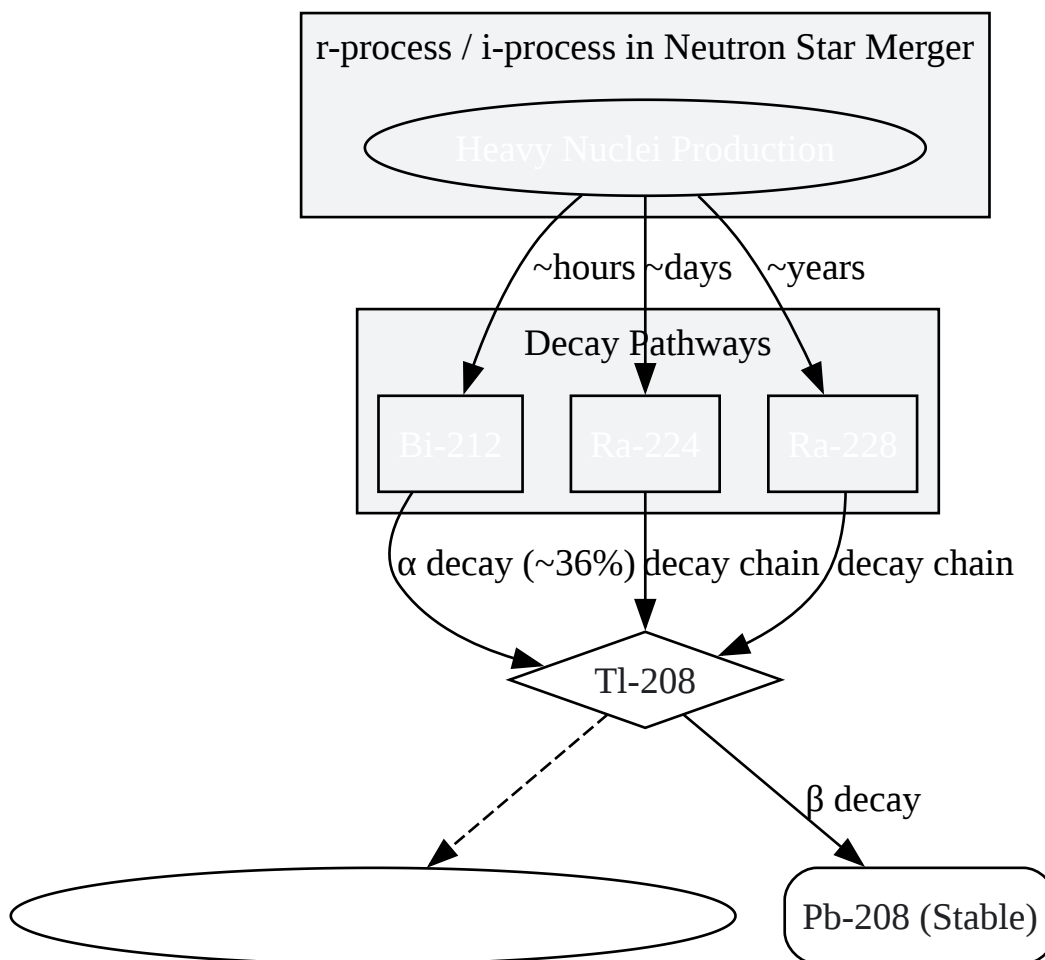 r-process / i-process in Neutron Star Merger
Heavy Nuclei Production
~hours
~days
~years
Decay Pathways
Bi-212
Ra-224
Ra-228
α decay (~36%)
decay chain
decay chain
Tl-208
β decay
Pb-208 (Stable)